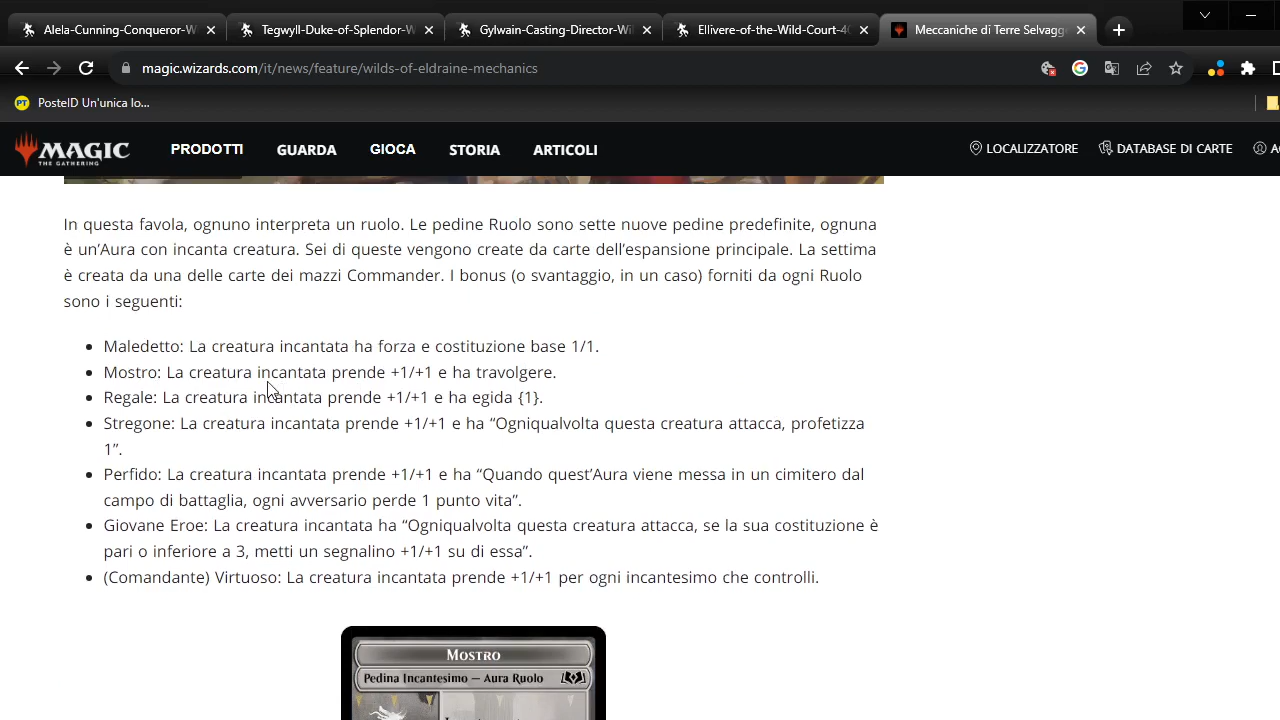 Alela-Cunning-Conqueror-W
Tegwyll-Duke-of-Splendor-W
Gylwain-Casting-Director-Wil
Ellivere-of-the-Wild-Court-40
Meccaniche di Terre Selvagge
magic.wizards.com/it/news/feature/wilds-of-eldraine-mechanics
PT PosteID Un'unica lo...
MAGIC THE GATHERING PRODOTTI GUARDA GIOCA STORIA ARTICOLI LOCALIZZATORE DATABASE DI CARTE
In questa favola, ognuno interpreta un ruolo. Le pedine Ruolo sono sette nuove pedine predefinite, ognuna
è un’Aura con incanta creatura. Sei di queste vengono create da carte dell’espansione principale. La settima
è creata da una delle carte dei mazzi Commander. I bonus (o svantaggio, in un caso) forniti da ogni Ruolo
sono i seguenti:
Maledetto: La creatura incantata ha forza e costituzione base 1/1.
Mostro: La creatura incantata prende +1/+1 e ha travolgere.
Regale: La creatura incantata prende +1/+1 e ha egida {1}.
Stregone: La creatura incantata prende +1/+1 e ha “Ogniqualvolta questa creatura attacca, profetizza
1”.
Perfido: La creatura incantata prende +1/+1 e ha “Quando quest’Aura viene messa in un cimitero dal
campo di battaglia, ogni avversario perde 1 punto vita”.
Giovane Eroe: La creatura incantata ha “Ogniqualvolta questa creatura attacca, se la sua costituzione è
pari o inferiore a 3, metti un segnalino +1/+1 su di essa”.
(Comandante) Virtuoso: La creatura incantata prende +1/+1 per ogni incantesimo che controlli.
Mostro
Pedina Incantesimo — Aura Ruolo